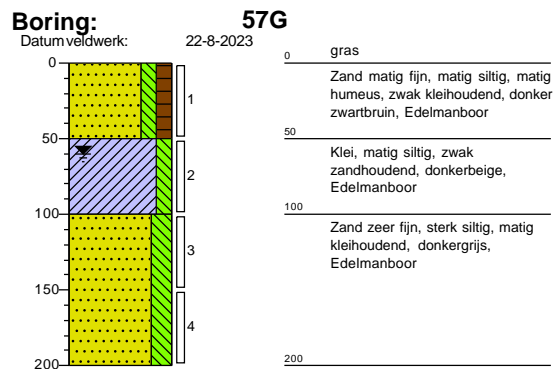 Boring: 57G
Datum veldwerk: 22-8-2023
0
50
100
150
200
1
2
3
4
0
gras
Zand matig fijn, matig siltig, matig
humeus, zwak kleihoudend, donker
zwartbruin, Edelmanboor
50
Klei, matig siltig, zwak
zandhoudend, donkerbeige,
Edelmanboor
100
Zand zeer fijn, sterk siltig, matig
kleihoudend, donkergrijs,
Edelmanboor
200